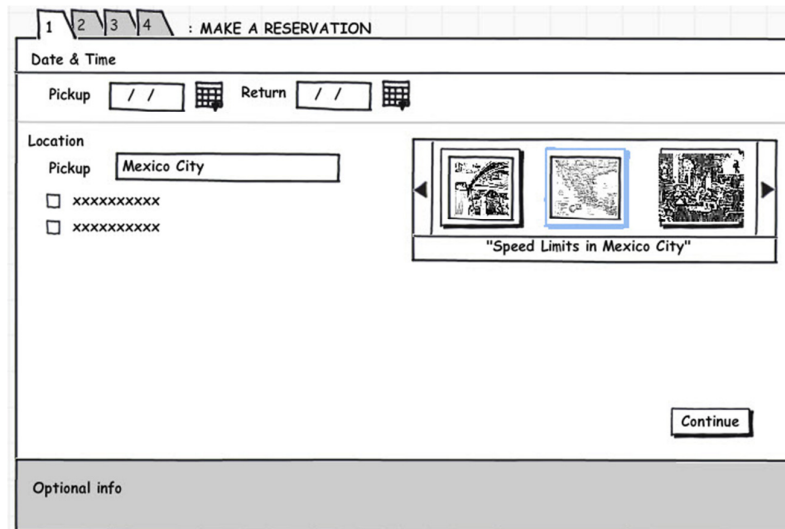 1 2 3 4 : MAKE A RESERVATION
Date & Time
Pickup / / Return / /
Location
Pickup Mexico City
xxxxxxxxxx
xxxxxxxxxx
"Speed Limits in Mexico City"
Continue
Optional info